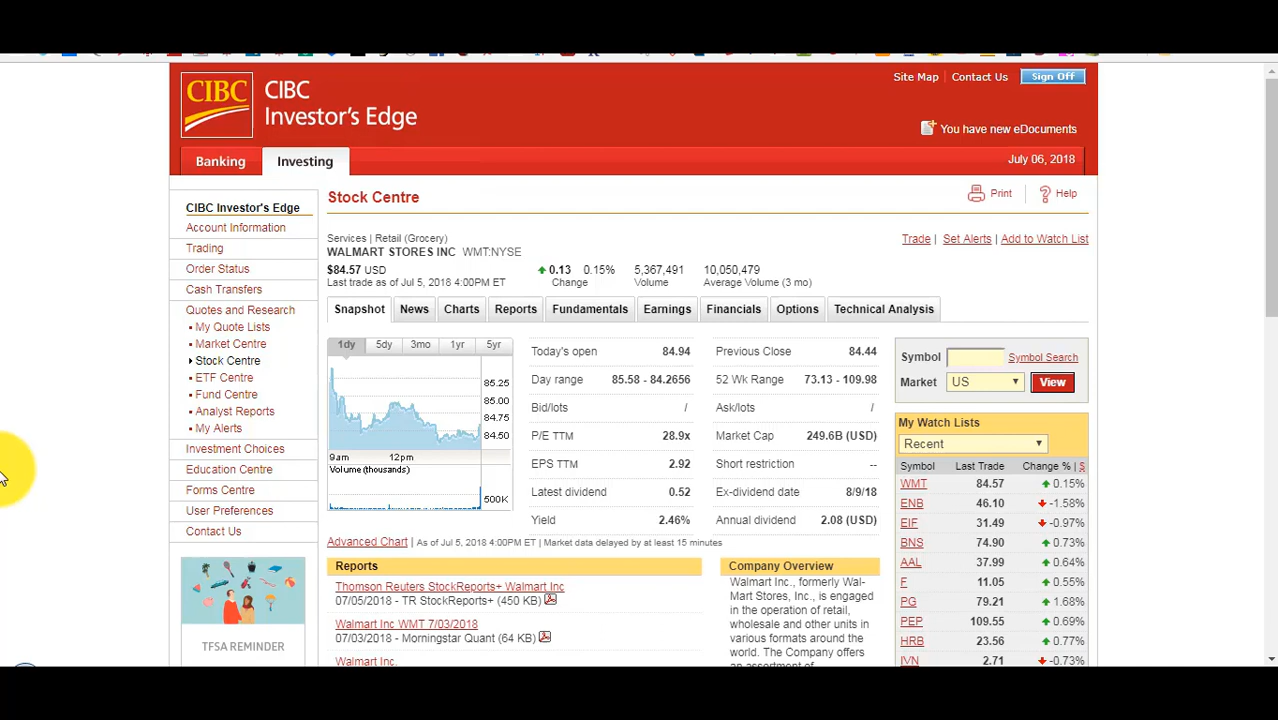 CIBC
CIBC
Investor's Edge
Site Map | Contact Us Sign Off
You have new eDocuments
Banking Investing July 06, 2018
CIBC Investor's Edge
Account Information
Trading
Order Status
Cash Transfers
Quotes and Research
My Quote Lists
Market Centre
Stock Centre
ETF Centre
Fund Centre
Analyst Reports
My Alerts
Investment Choices
Education Centre
Forms Centre
User Preferences
Contact Us
TFSA REMINDER
Stock Centre
Print | Help
Services | Retail (Grocery)
WALMART STORES INC WMT:NYSE
Trade | Set Alerts | Add to Watch List
$84.57 USD 0.13 0.15% 5,367,491 10,050,479
Last trade as of Jul 5, 2018 4:00PM ET Change Volume Average Volume (3 mo)
Snapshot News Charts Reports Fundamentals Earnings Financials Options Technical Analysis
1dy 5dy 3mo 1yr 5yr
85.25
85.00
84.75
84.50
9am 12pm
Volume (thousands)
500K
Today's open 84.94 Previous Close 84.44
Day range 85.58 - 84.2656 52 Wk Range 73.13 - 109.98
Bid/lots / Ask/lots /
P/E TTM 28.9x Market Cap 249.6B (USD)
EPS TTM 2.92 Short restriction --
Latest dividend 0.52 Ex-dividend date 8/9/18
Yield 2.46% Annual dividend 2.08 (USD)
Advanced Chart | As of Jul 5, 2018 4:00PM ET | Market data delayed by at least 15 minutes
Reports
Thomson Reuters StockReports+ Walmart Inc
07/05/2018 - TR StockReports+ (450 KB)
Walmart Inc WMT 7/03/2018
07/03/2018 - Morningstar Quant (64 KB)
Walmart Inc.
Company Overview
Walmart Inc., formerly Wal-
Mart Stores, Inc., is engaged
in the operation of retail,
wholesale and other units in
various formats around the
world. The Company offers
an assortment of
Symbol Symbol Search
Market US View
My Watch Lists
Recent
Symbol Last Trade Change % | $
WMT 84.57 0.15%
ENB 46.10 -1.58%
EIF 31.49 -0.97%
BNS 74.90 0.73%
AAL 37.99 0.64%
F 11.05 0.55%
PG 79.21 1.68%
PEP 109.55 0.69%
HRB 23.56 0.77%
IVN 2.71 -0.73%